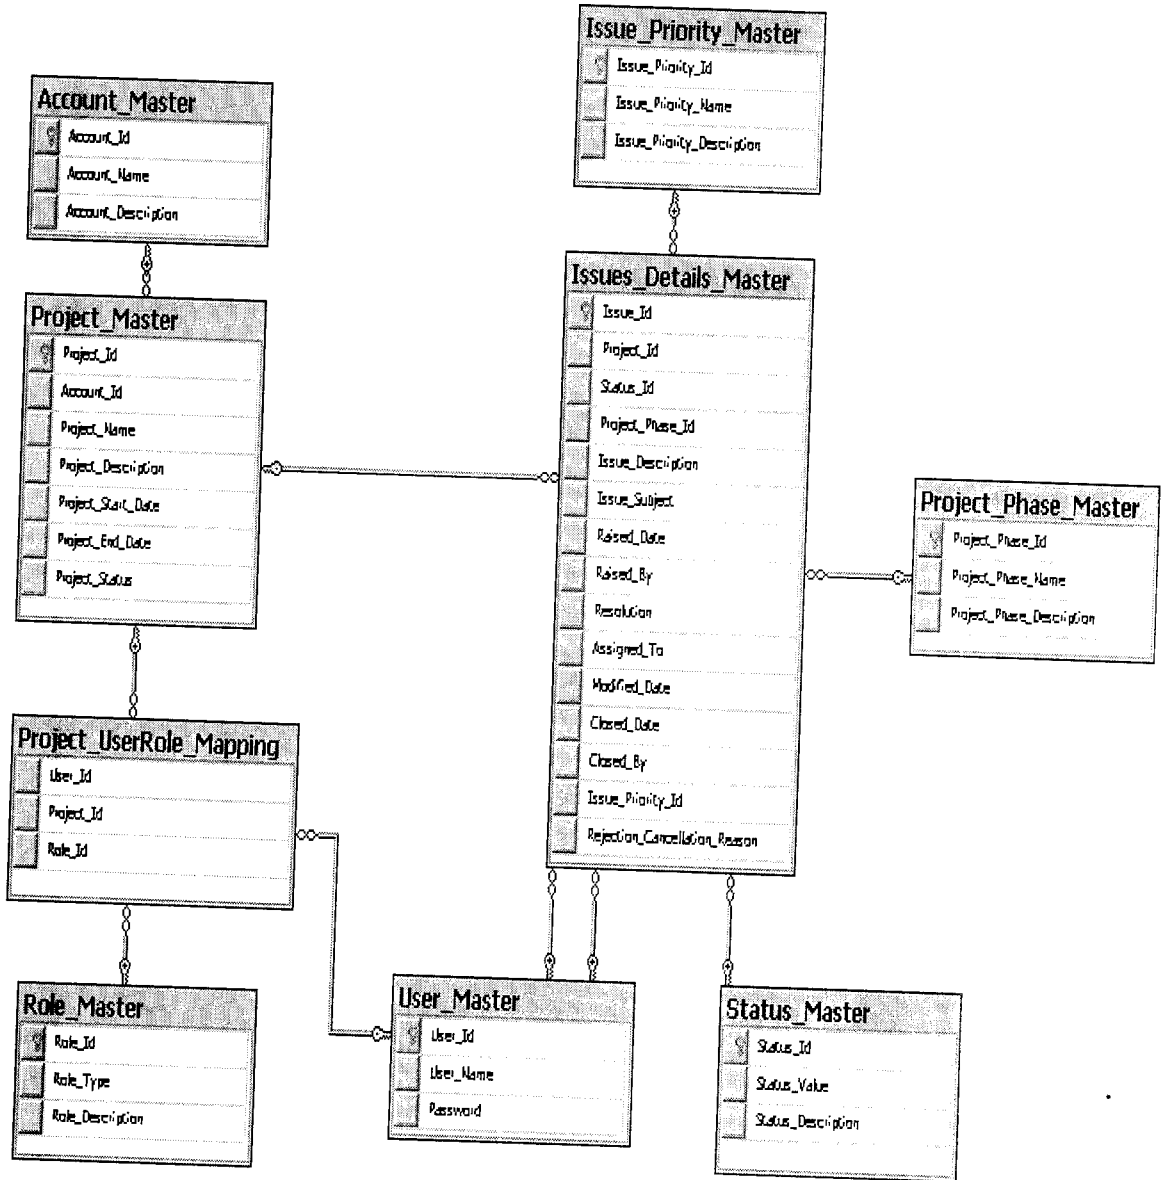 Issue_Priority_Master
Issue_Priority_Id
Issue_Priority_Name
Issue_Priority_Description
Account_Master
Account_Id
Account_Name
Account_Description
Project_Master
Project_Id
Account_Id
Project_Name
Project_Description
Project_Start_Date
Project_End_Date
Project_Status
Issues_Details_Master
Issue_Id
Project_Id
Status_Id
Project_Phase_Id
Issue_Description
Issue_Subject
Raised_Date
Raised_By
Resolution
Assigned_To
Modified_Date
Closed_Date
Closed_By
Issue_Priority_Id
Rejection_Cancellation_Reason
Project_Phase_Master
Project_Phase_Id
Project_Phase_Name
Project_Phase_Description
Project_UserRole_Mapping
User_Id
Project_Id
Role_Id
Role_Master
Role_Id
Role_Type
Role_Description
User_Master
User_Id
User_Name
Password
Status_Master
Status_Id
Status_Value
Status_Description